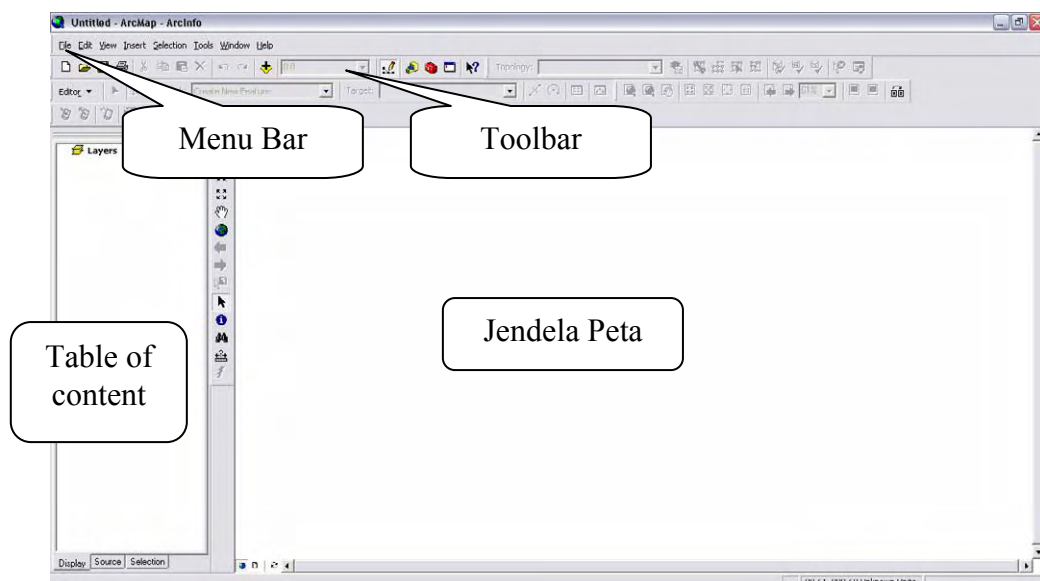 Untitled - ArcMap - ArcInfo
File Edit View Insert Selection Tools Window Help
Topology:
Editor
Create New Feature
Target:
Menu Bar
Toolbar
Layers
Jendela Peta
Table of
content
Display Source Selection